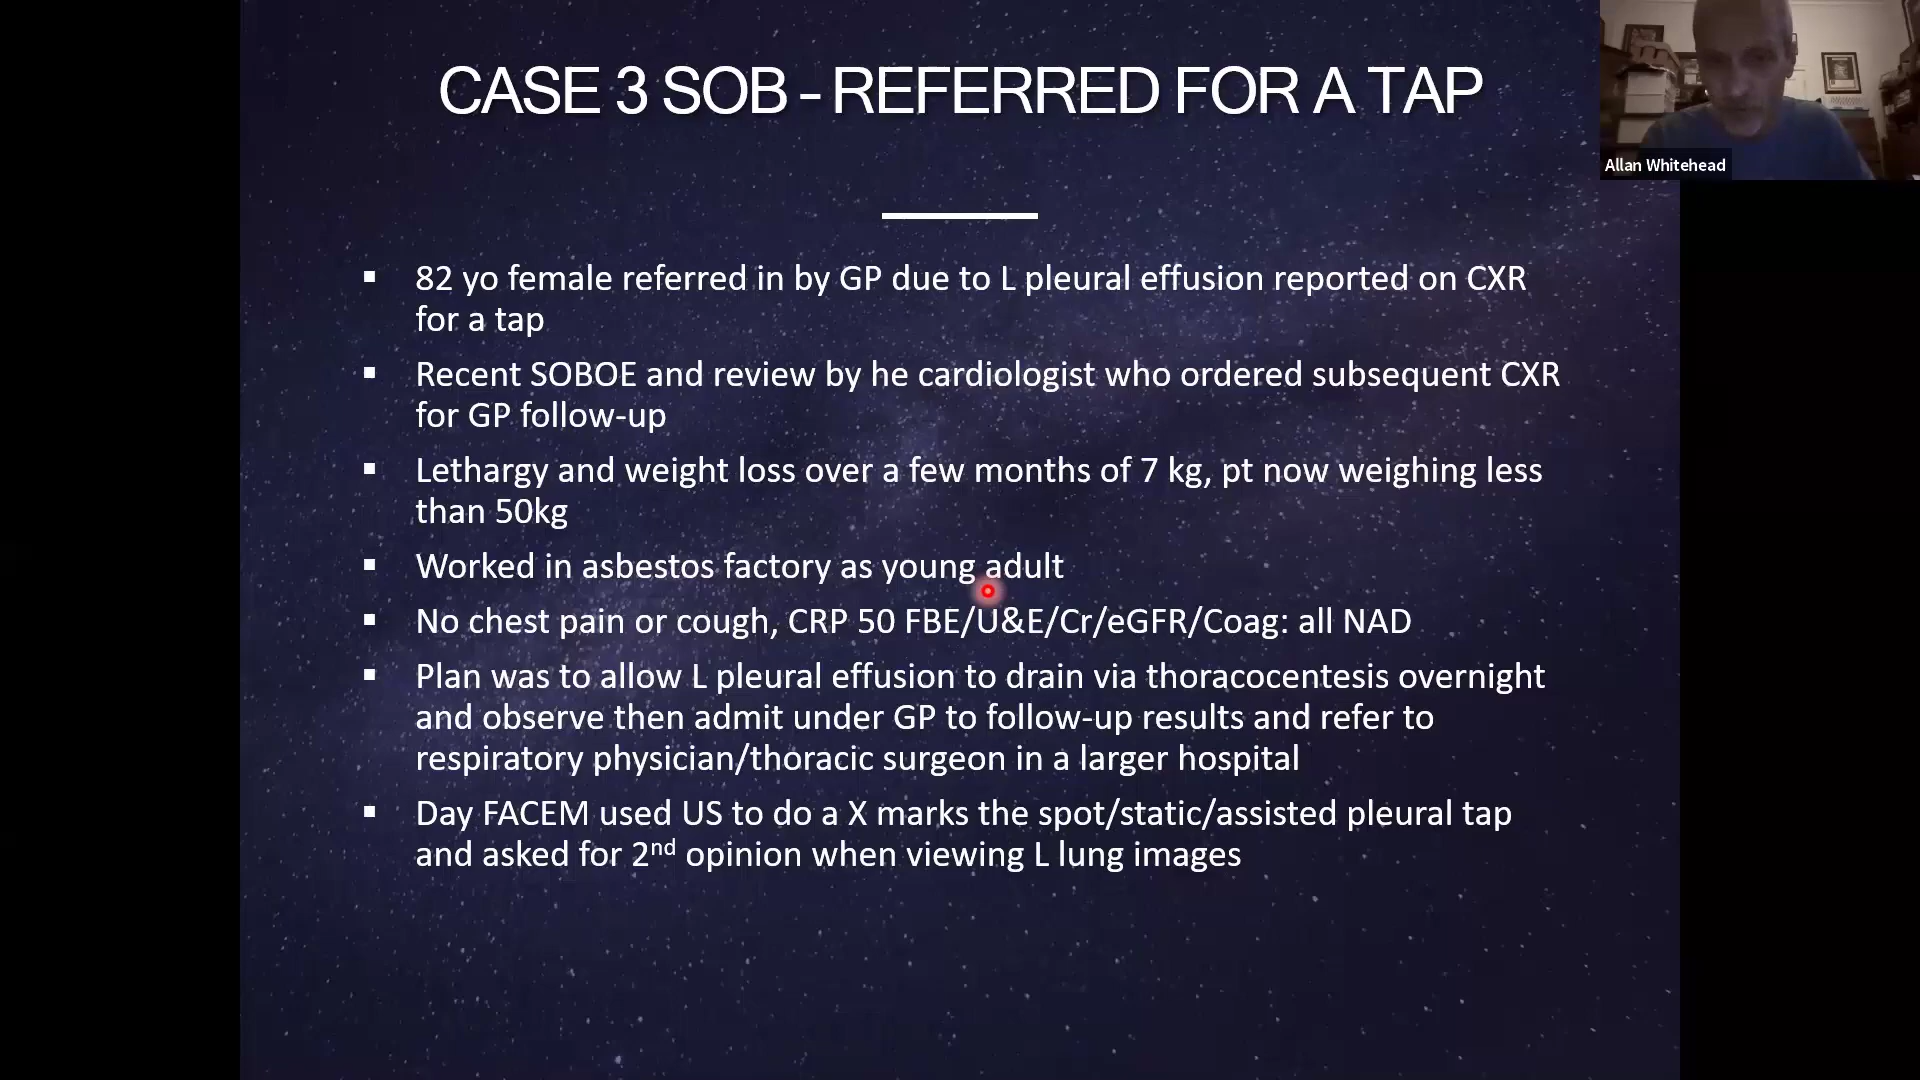 CASE 3 SOB – REFERRED FOR A TAP
Allan Whitehead
▪ 82 yo female referred in by GP due to L pleural effusion reported on CXR
for a tap
▪ Recent SOBOE and review by he cardiologist who ordered subsequent CXR
for GP follow-up
▪ Lethargy and weight loss over a few months of 7 kg, pt now weighing less
than 50kg
▪ Worked in asbestos factory as young adult
▪ No chest pain or cough, CRP 50 FBE/U&E/Cr/eGFR/Coag: all NAD
▪ Plan was to allow L pleural effusion to drain via thoracocentesis overnight
and observe then admit under GP to follow-up results and refer to
respiratory physician/thoracic surgeon in a larger hospital
▪ Day FACEM used US to do a X marks the spot/static/assisted pleural tap
and asked for 2nd opinion when viewing L lung images